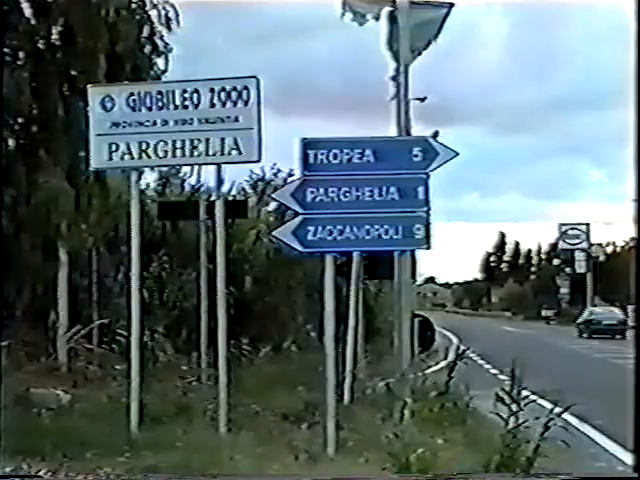 GIUBILEO 2000
PROVINCIA DI VIBO VALENTIA
PARGHELIA
TROPEA 5
PARGHELIA 1
ZACCANOPOLI 9